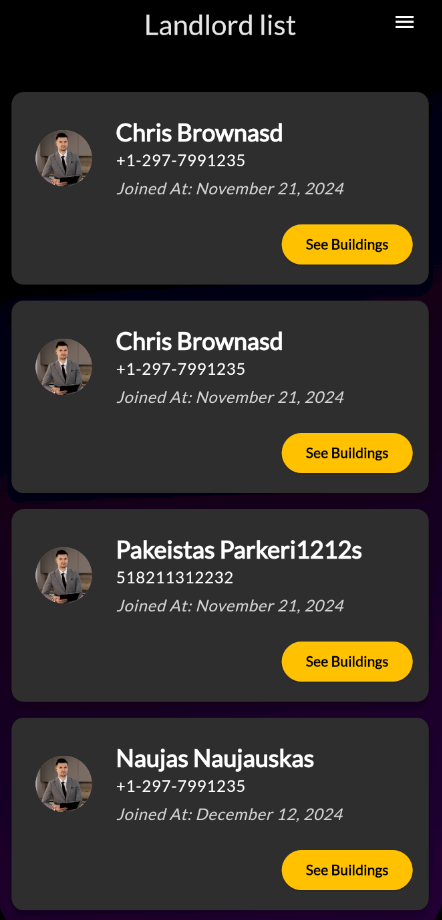 Landlord list
Chris Brownasd
+1-297-7991235
Joined At: November 21, 2024
See Buildings
Chris Brownasd
+1-297-7991235
Joined At: November 21, 2024
See Buildings
Pakeistas Parkeri1212s
518211312232
Joined At: November 21, 2024
See Buildings
Naujas Naujauskas
+1-297-7991235
Joined At: December 12, 2024
See Buildings